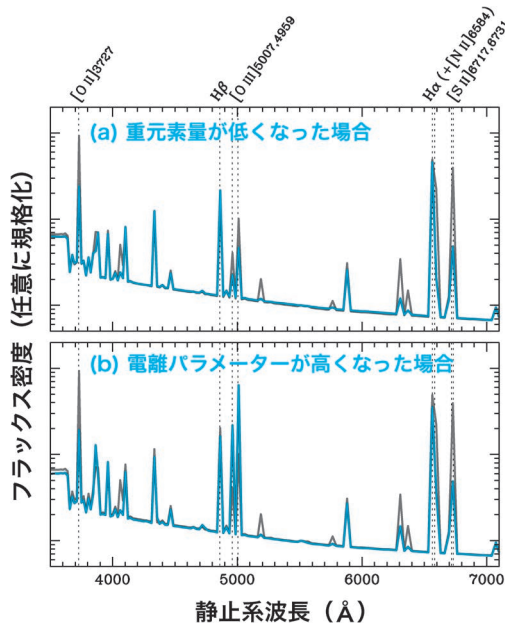 [O II]3727
Hβ
[O III]5007,4959
Hα (+[N II]6584)
[S II]6717,6731
(a) 重元素量が低くなった場合
(b) 電離パラメーターが高くなった場合
フラックス密度（任意に規格化）
4000 5000 6000 7000
静止系波長（Å）